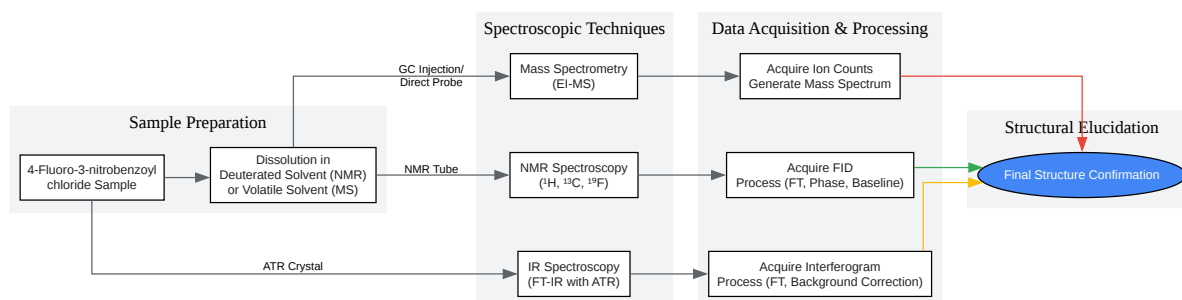 Spectroscopic Techniques
Data Acquisition & Processing
GC Injection/
Direct Probe
Mass Spectrometry
(EI-MS)
Acquire Ion Counts
Generate Mass Spectrum
Sample Preparation
Structural Elucidation
4-Fluoro-3-nitrobenzoyl
chloride Sample
Dissolution in
Deuterated Solvent (NMR)
or Volatile Solvent (MS)
NMR Tube
NMR Spectroscopy
(¹H, ¹³C, ¹⁹F)
Acquire FID
Process (FT, Phase, Baseline)
Final Structure Confirmation
ATR Crystal
IR Spectroscopy
(FT-IR with ATR)
Acquire Interferogram
Process (FT, Background Correction)